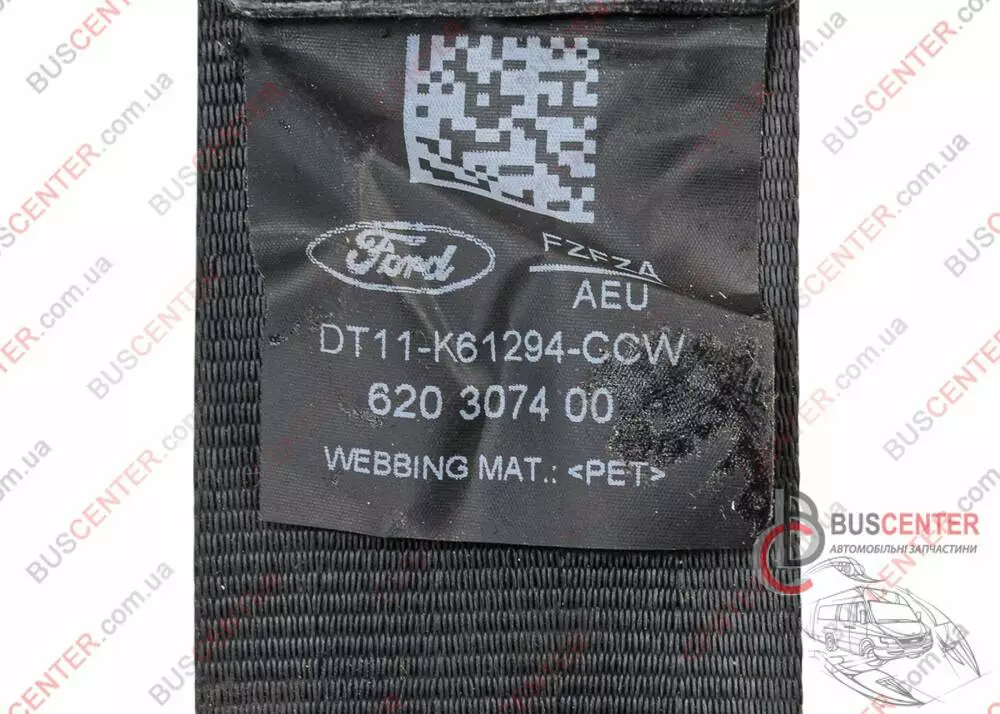 Ford
FZFZA
AEU
DT11-K61294-CCW
620 3074 00
WEBBING MAT.: <PET>
BUSCENTER
АВТОМОБІЛЬНІ ЗАПЧАСТИНИ
BUSCENTER.com.ua